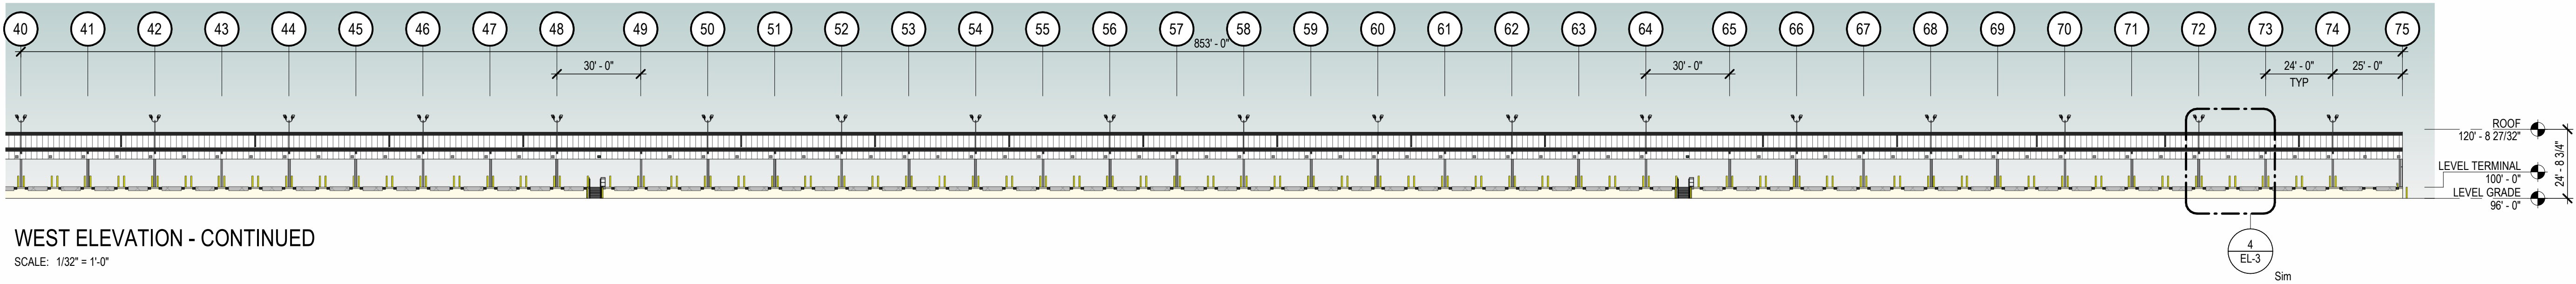 40 41 42 43 44 45 46 47 48 49 50 51 52 53 54 55 56 57 58 59 60 61 62 63 64 65 66 67 68 69 70 71 72 73 74 75
853' - 0"
30' - 0" 30' - 0" 24' - 0" 25' - 0"
TYP
ROOF
120' - 8 27/32"
24' - 8 3/4"
LEVEL TERMINAL
100' - 0"
LEVEL GRADE
96' - 0"
WEST ELEVATION - CONTINUED
SCALE: 1/32" = 1'-0"
4
EL-3
Sim